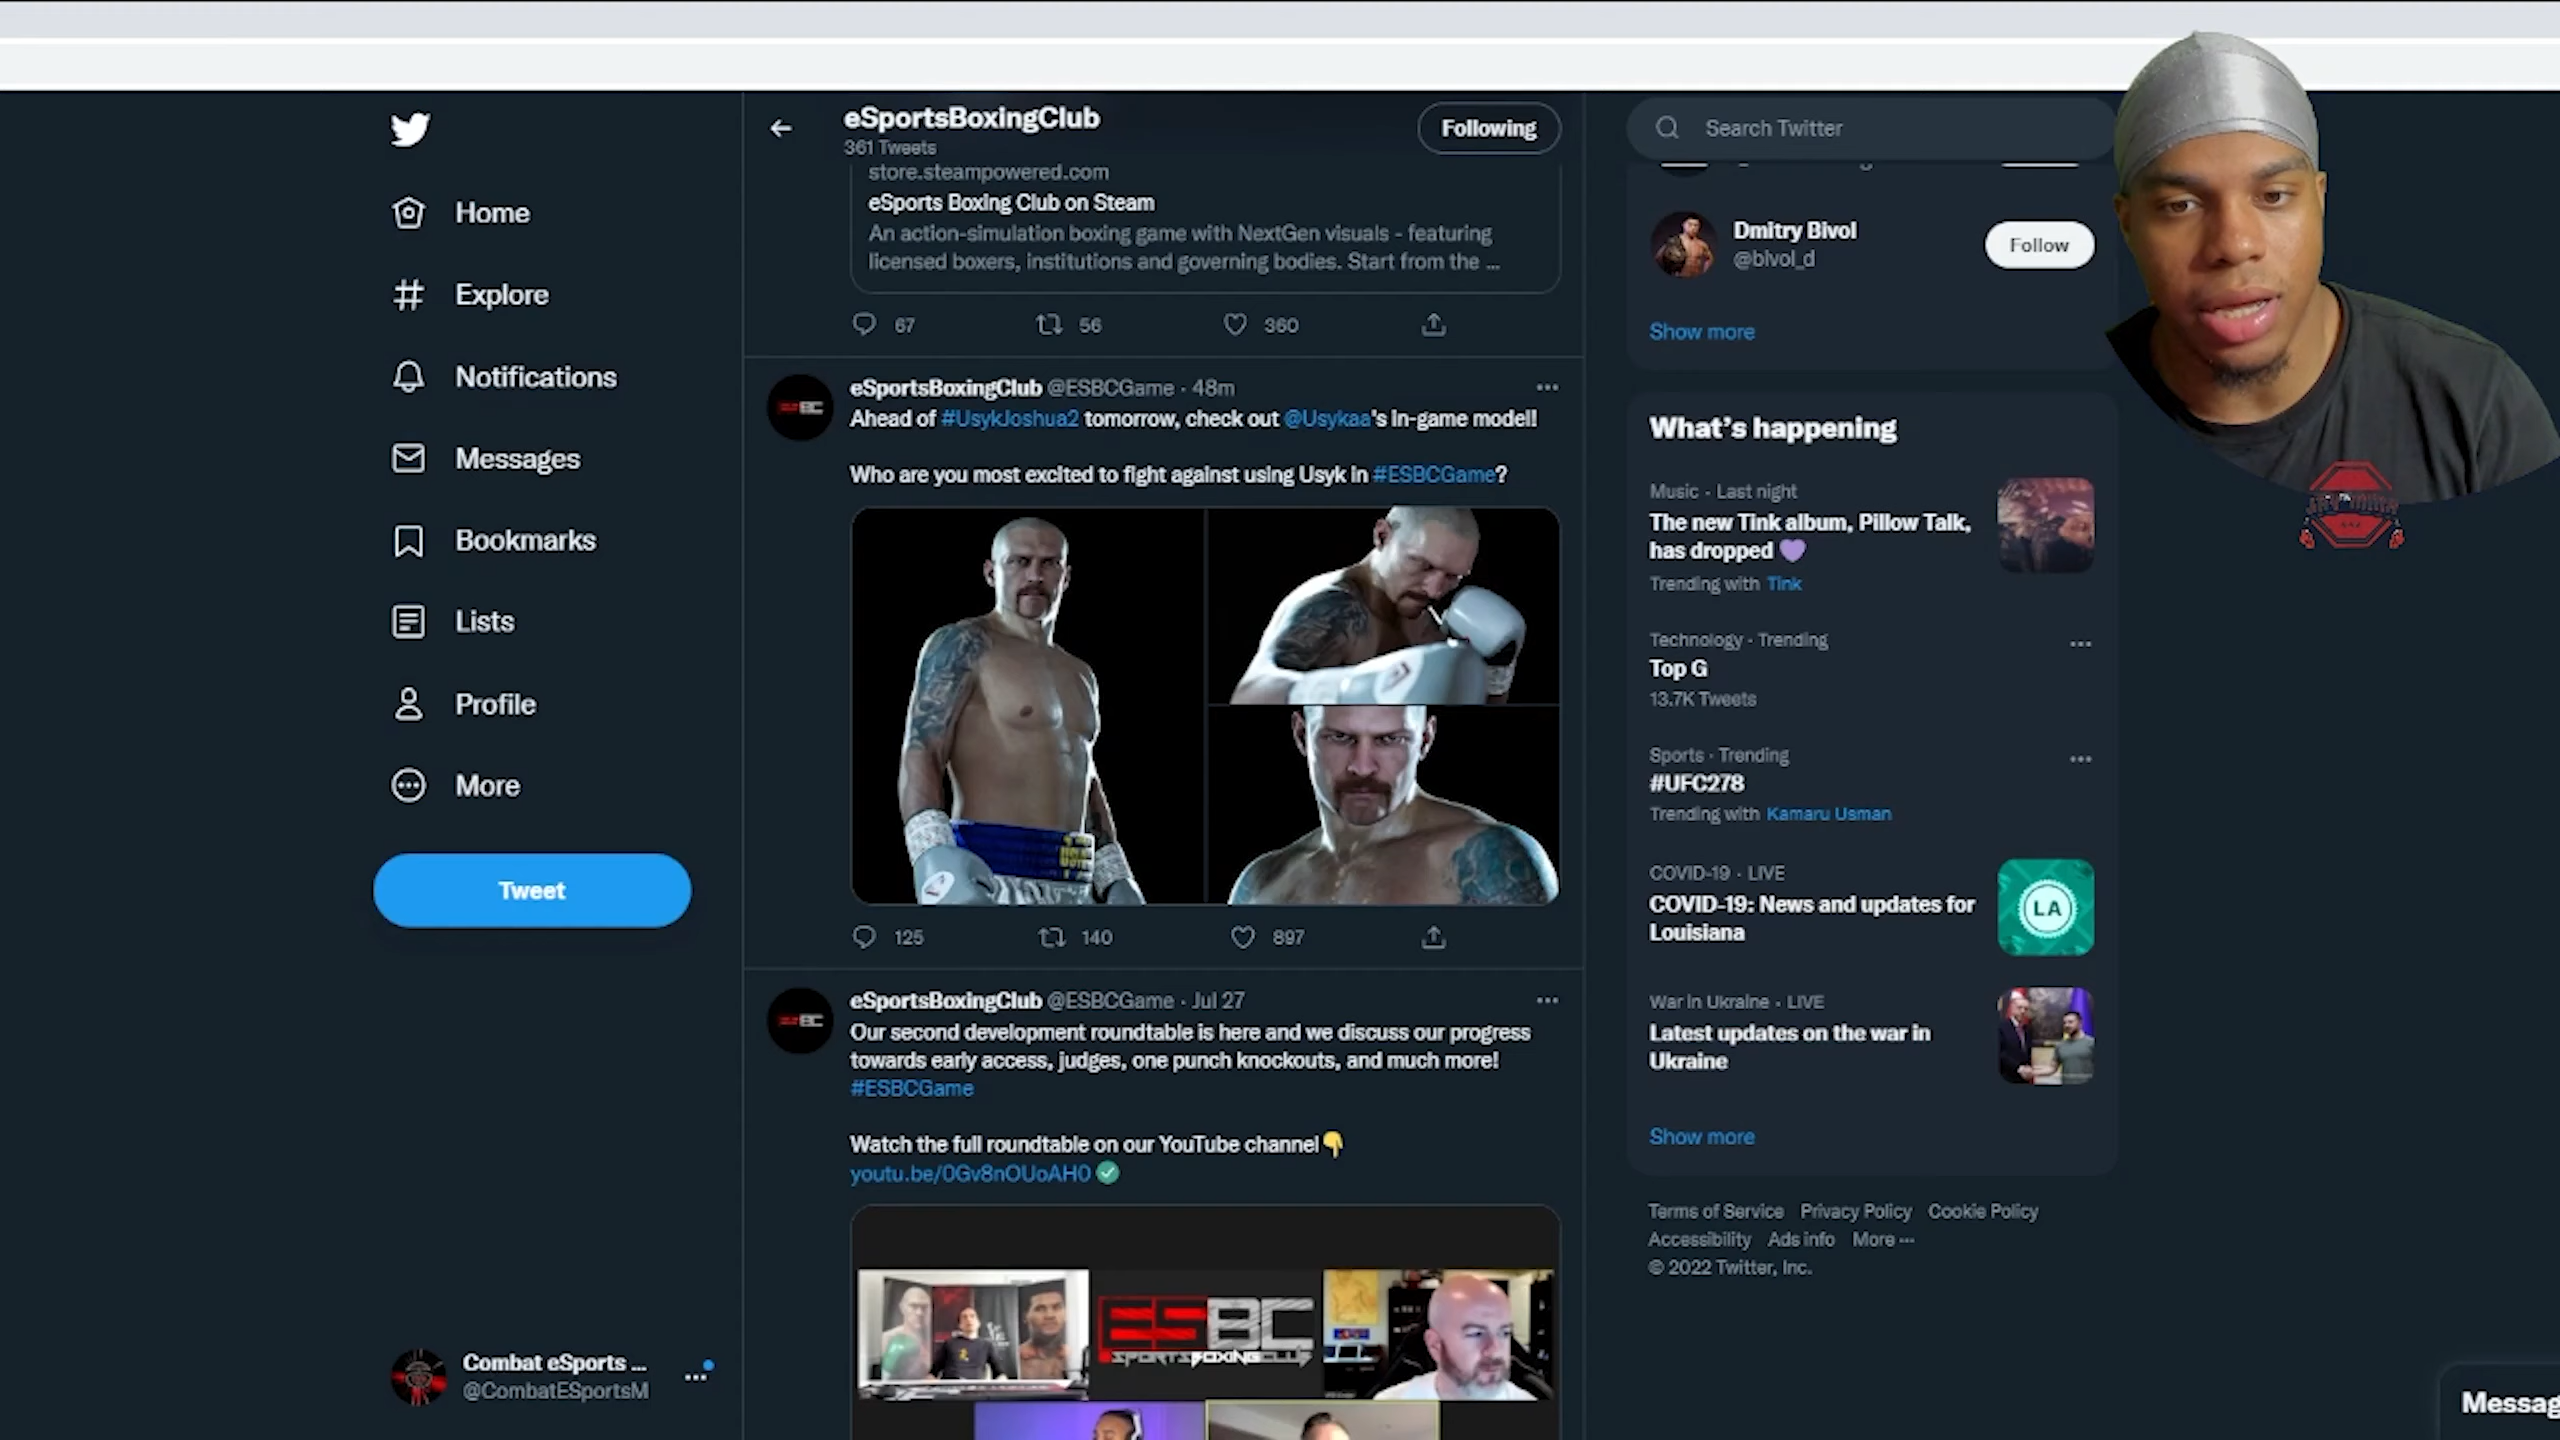 eSportsBoxingClub
361 Tweets
Following
Search Twitter
Home
Explore
Notifications
Messages
Bookmarks
Lists
Profile
More
Tweet
Combat eSports ...
@CombatESportsM
store.steampowered.com
eSports Boxing Club on Steam
An action-simulation boxing game with NextGen visuals - featuring
licensed boxers, institutions and governing bodies. Start from the ...
67 56 360
eSportsBoxingClub @ESBCGame · 48m
Ahead of #UsykJoshua2 tomorrow, check out @Usykaa's in-game model!
Who are you most excited to fight against using Usyk in #ESBCGame?
125 140 897
eSportsBoxingClub @ESBCGame · Jul 27
Our second development roundtable is here and we discuss our progress
towards early access, judges, one punch knockouts, and much more!
#ESBCGame
Watch the full roundtable on our YouTube channel👇
youtu.be/0Gv8nOUoAH0
ESBC
Dmitry Bivol
@bivol_d
Follow
Show more
What's happening
Music · Last night
The new Tink album, Pillow Talk,
has dropped 💜
Trending with Tink
Technology · Trending
Top G
13.7K Tweets
Sports · Trending
#UFC278
Trending with Kamaru Usman
COVID-19 · LIVE
COVID-19: News and updates for
Louisiana
LA
War in Ukraine · LIVE
Latest updates on the war in
Ukraine
Show more
Terms of Service Privacy Policy Cookie Policy
Accessibility Ads info More ···
© 2022 Twitter, Inc.